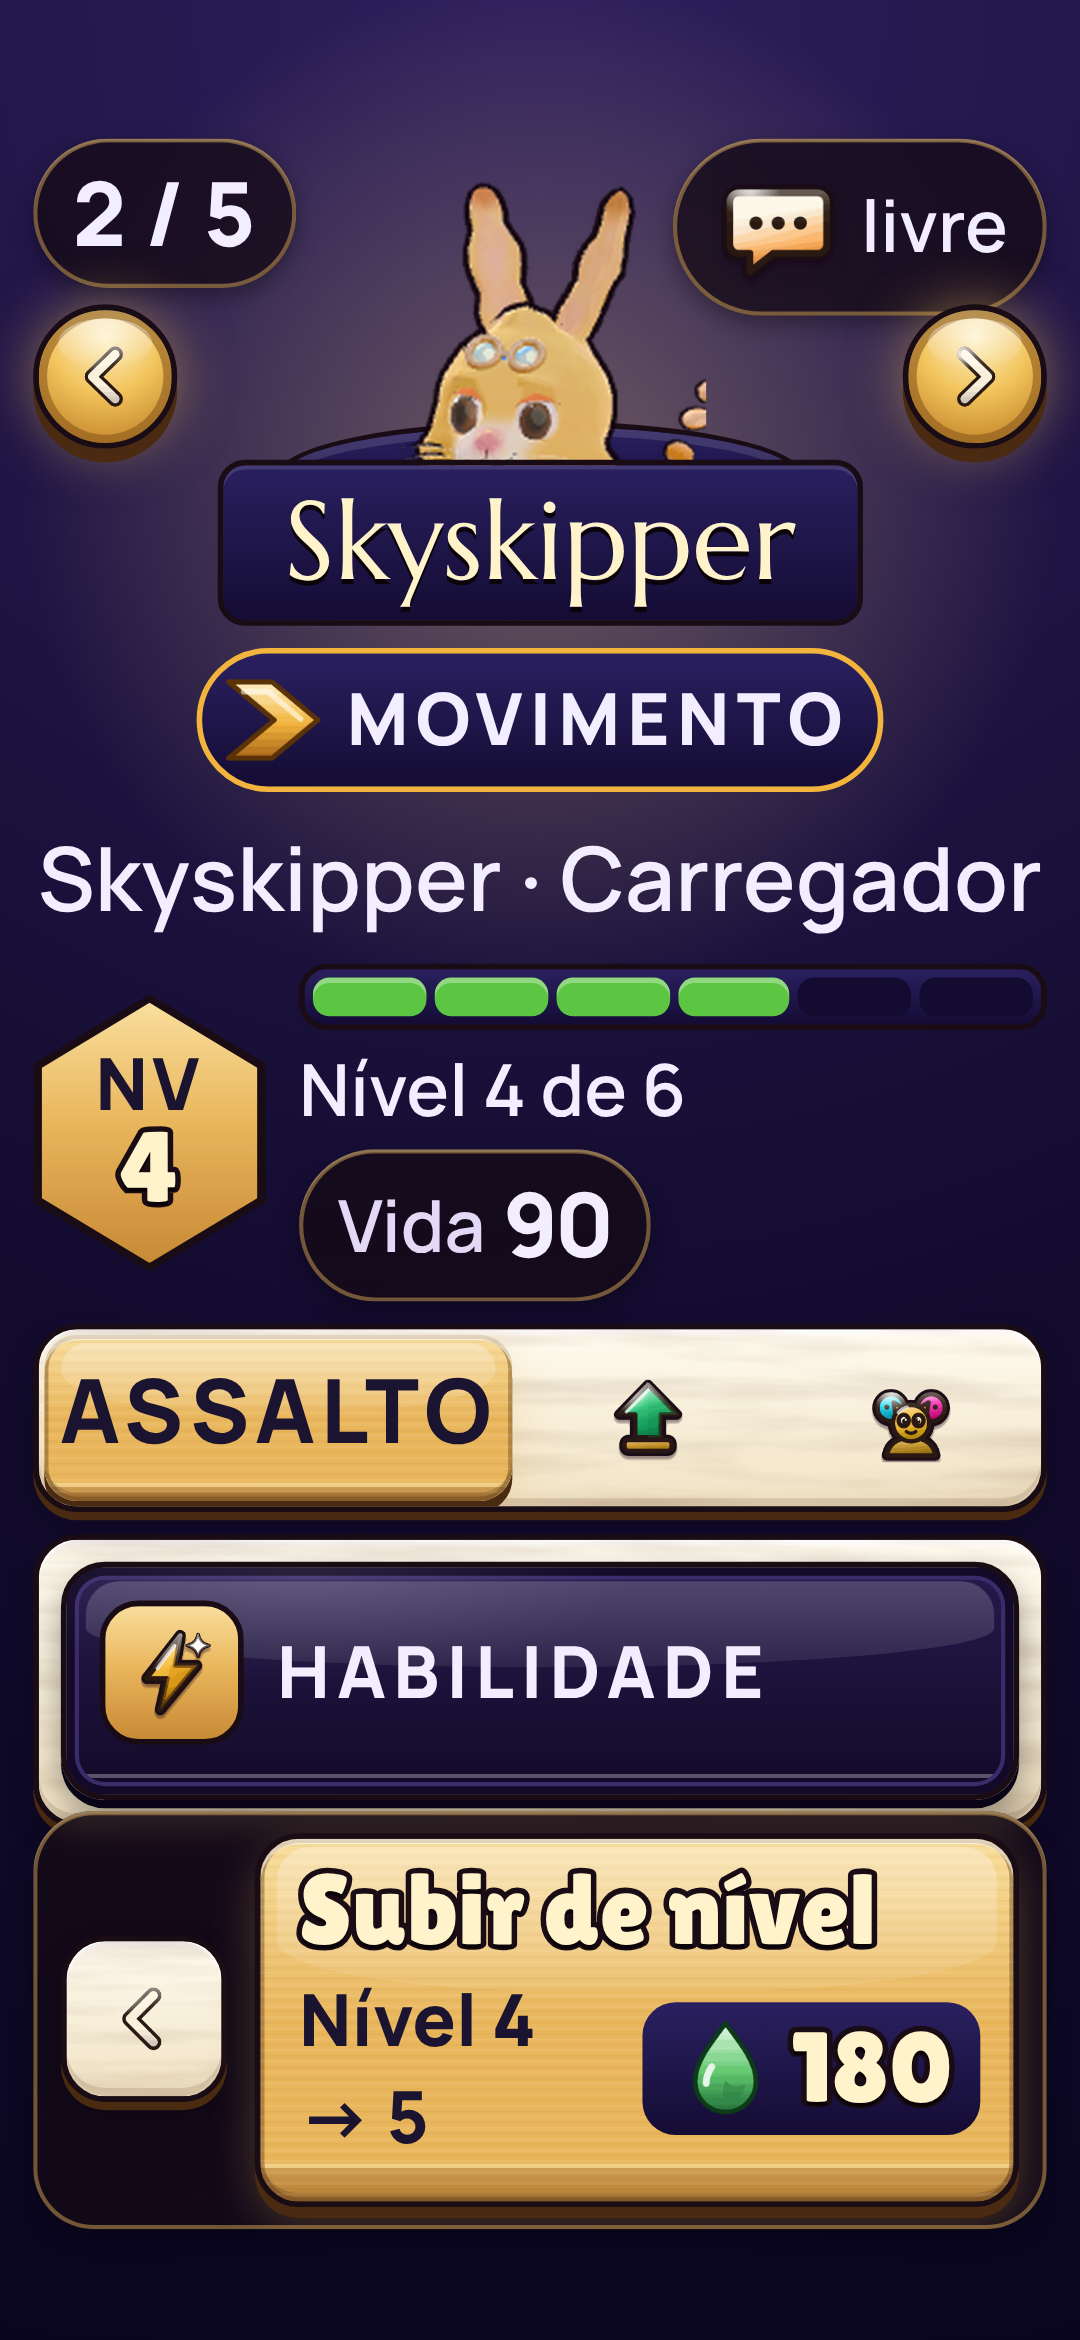 2 / 5
livre
Skyskipper
MOVIMENTO
Skyskipper · Carregador
NV
4
Nível 4 de 6
Vida 90
ASSALTO
HABILIDADE
Subir de nível
Nível 4
→ 5
180